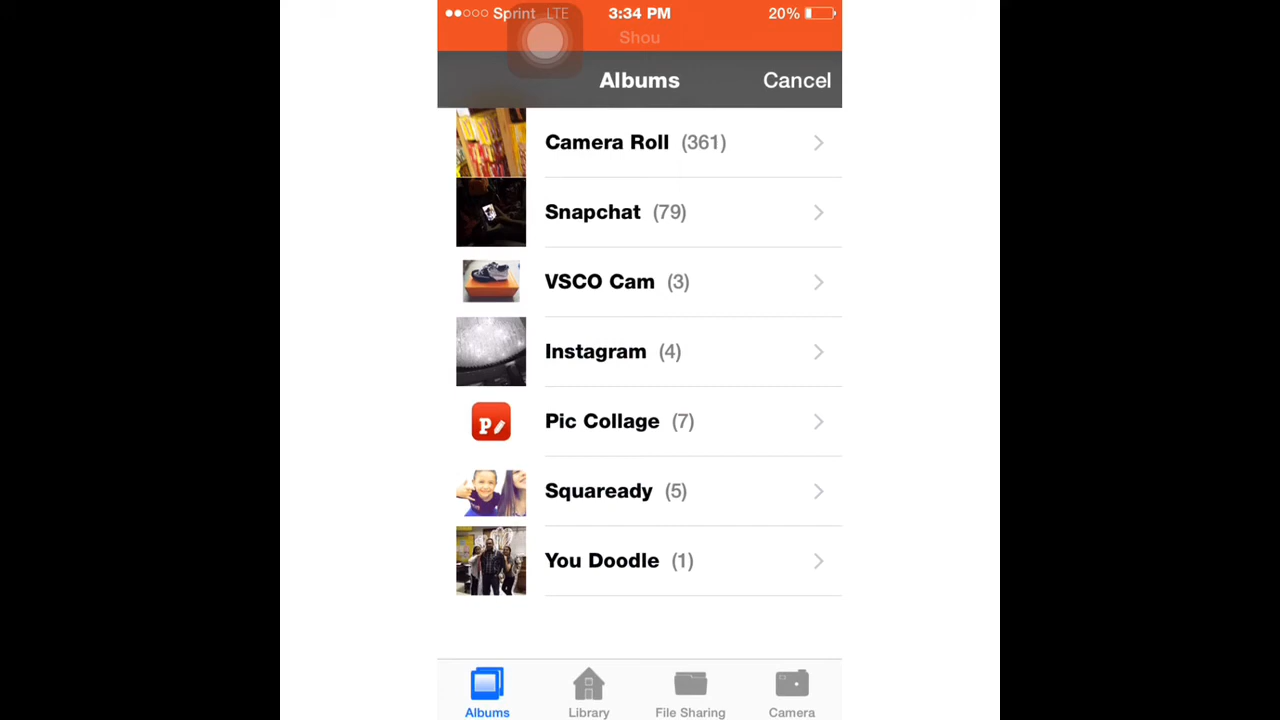 Sprint LTE 3:34 PM 20%
Shou
Albums Cancel
Camera Roll (361)
Snapchat (79)
VSCO Cam (3)
Instagram (4)
Pic Collage (7)
Squaready (5)
You Doodle (1)
Albums Library File Sharing Camera